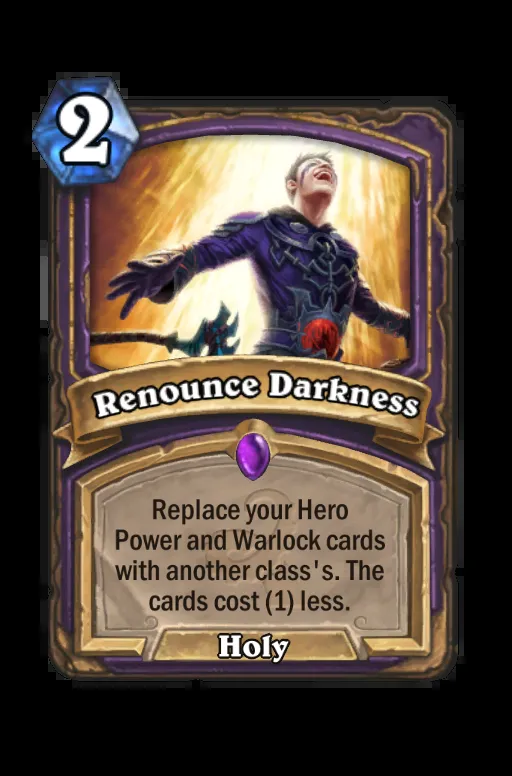 2
Renounce Darkness
Replace your Hero
Power and Warlock cards
with another class's. The
cards cost (1) less.
Holy